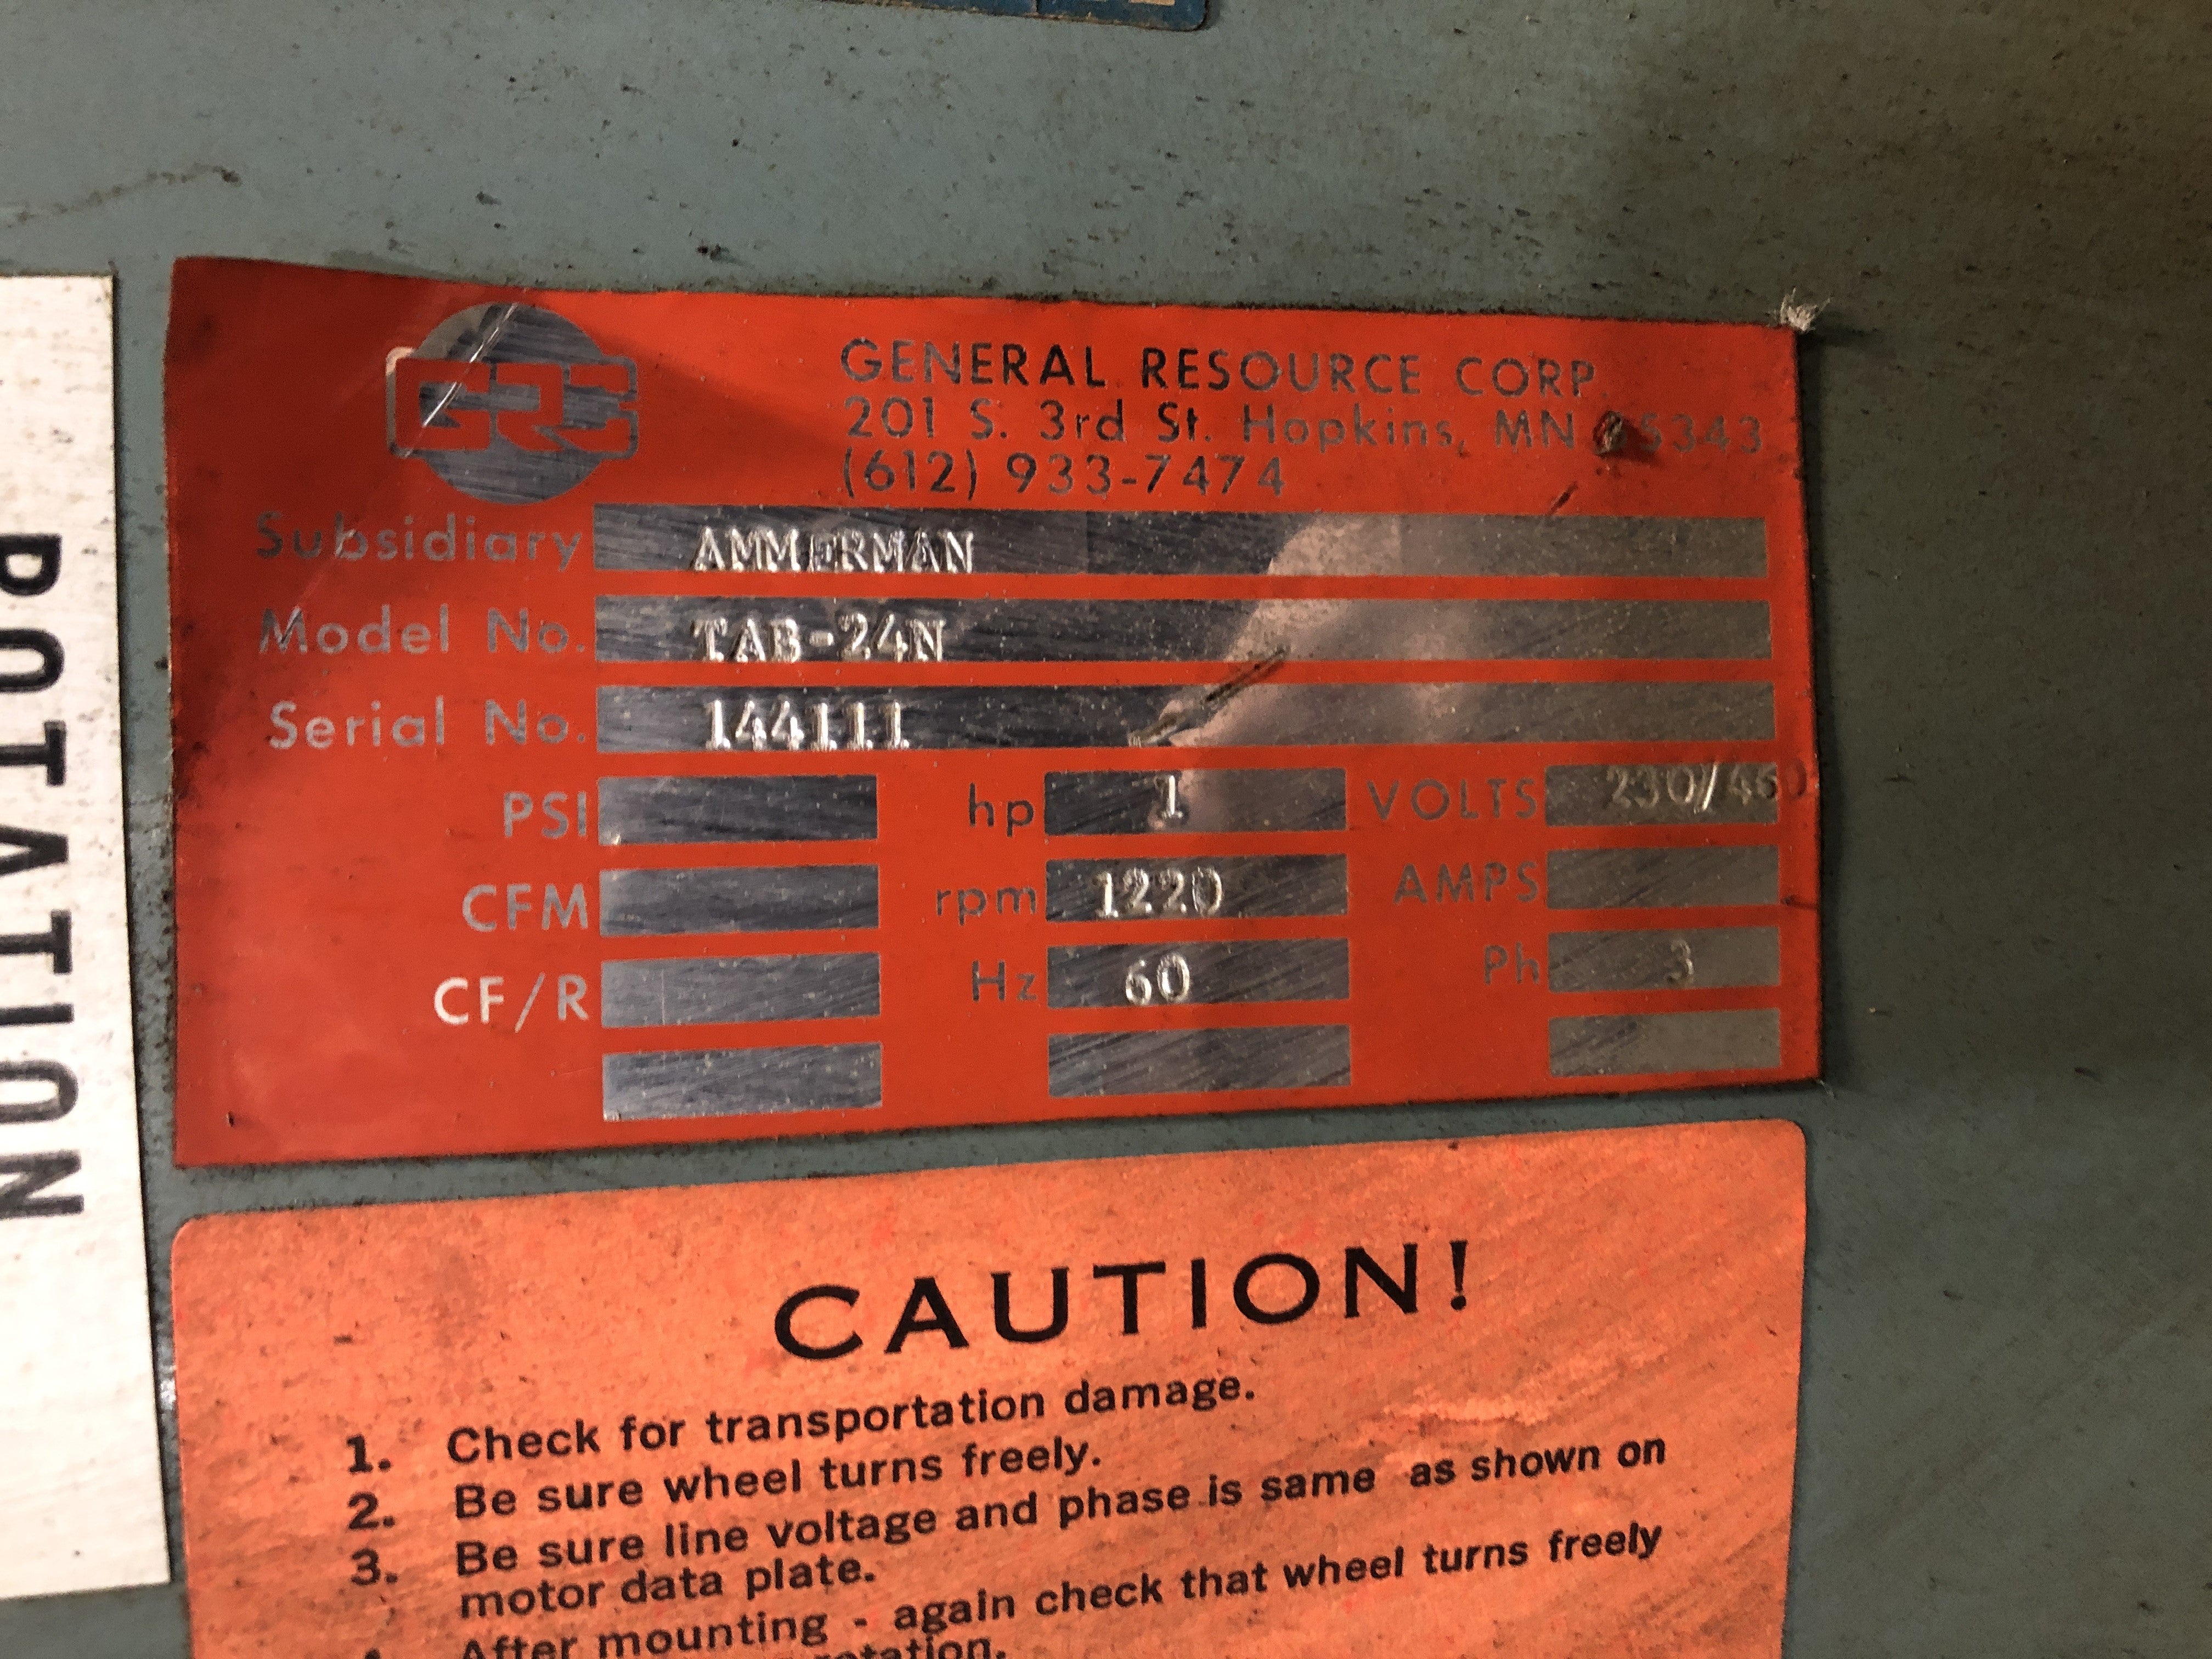 ROTATION
GRC
GENERAL RESOURCE CORP.
201 S. 3rd St. Hopkins, MN 55343
(612) 933-7474
Subsidiary AMMERMAN
Model No. TAB-24N
Serial No. 144111
PSI hp 1 VOLTS 230/460
CFM rpm 1220 AMPS
CF/R Hz 60 Ph 3
CAUTION!
1. Check for transportation damage.
2. Be sure wheel turns freely.
3. Be sure line voltage and phase is same as shown on
motor data plate.
After mounting - again check that wheel turns freely
rotation.